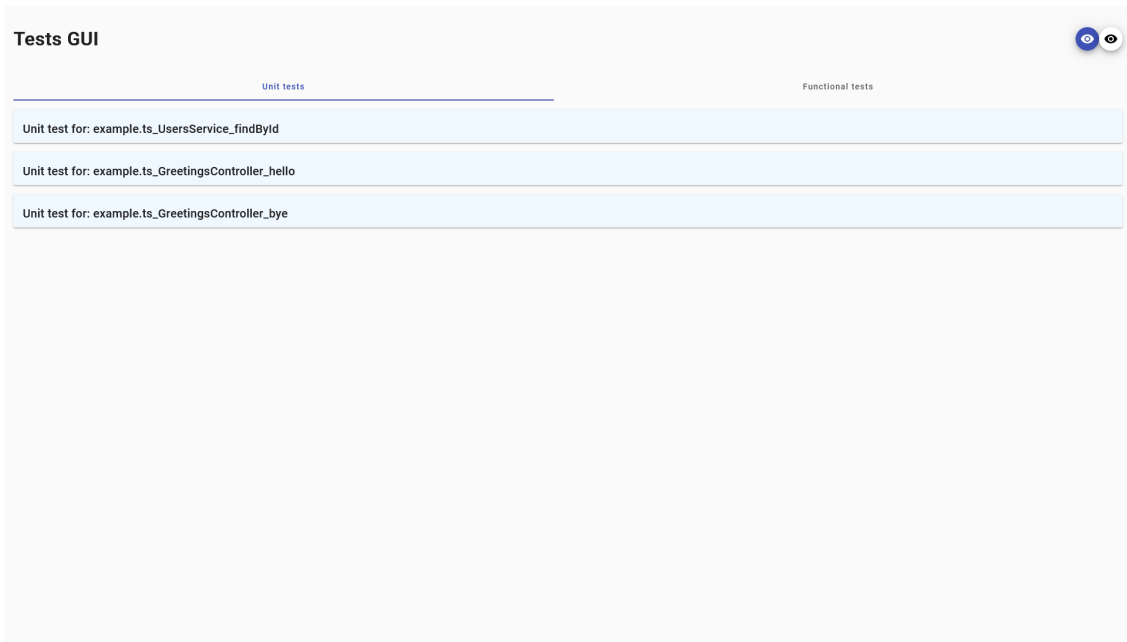 Tests GUI
Unit tests
Functional tests
Unit test for: example.ts_UsersService_findById
Unit test for: example.ts_GreetingsController_hello
Unit test for: example.ts_GreetingsController_bye